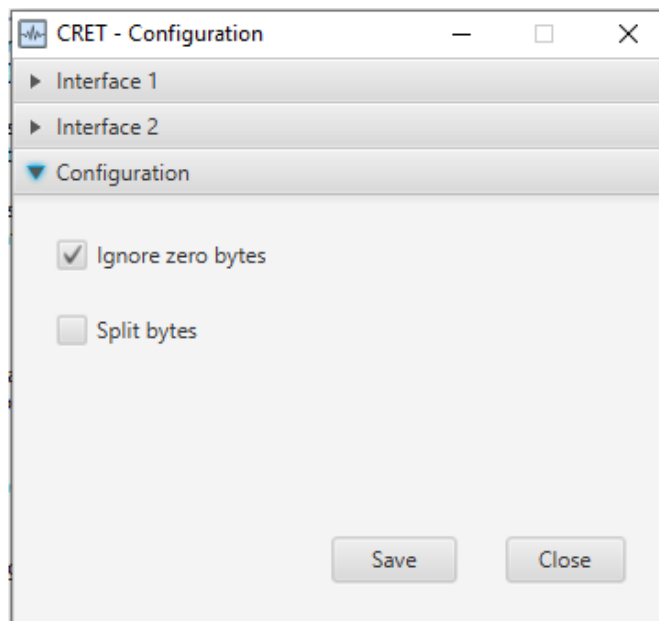 CRET - Configuration
Interface 1
Interface 2
Configuration
Ignore zero bytes
Split bytes
Save Close